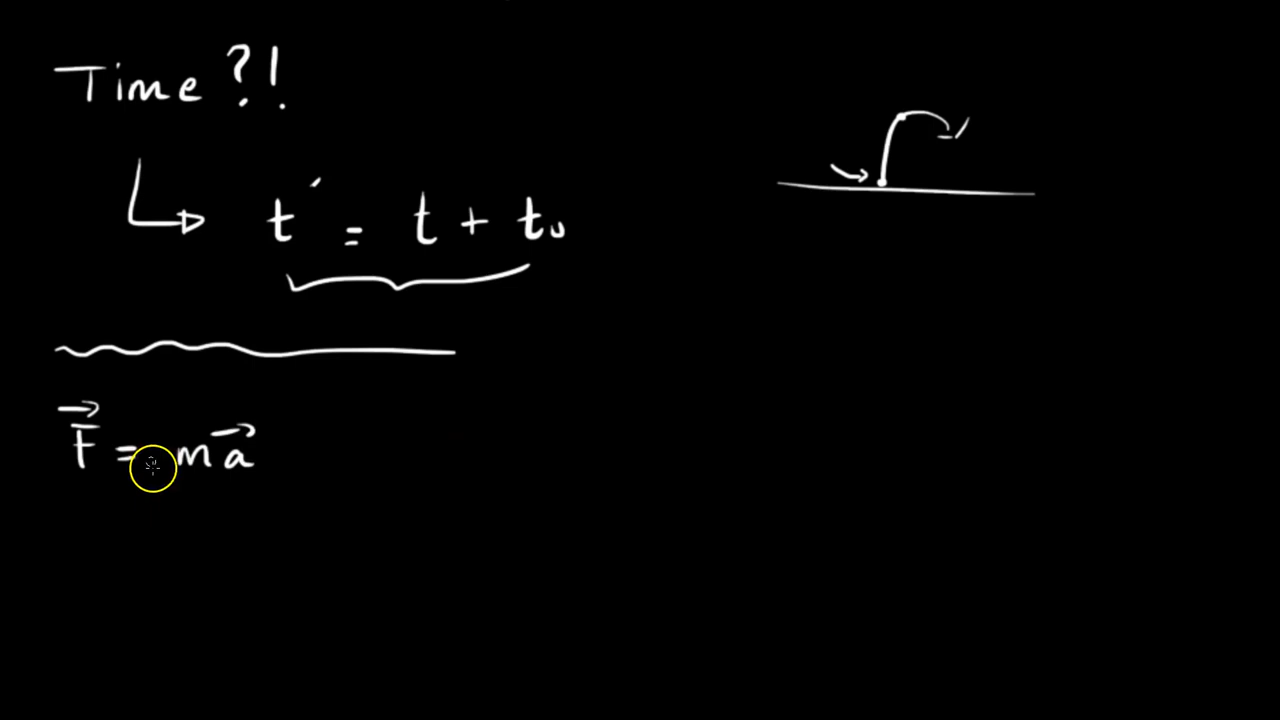 Time ?!
t' = t + t₀
F⃗ = ma⃗